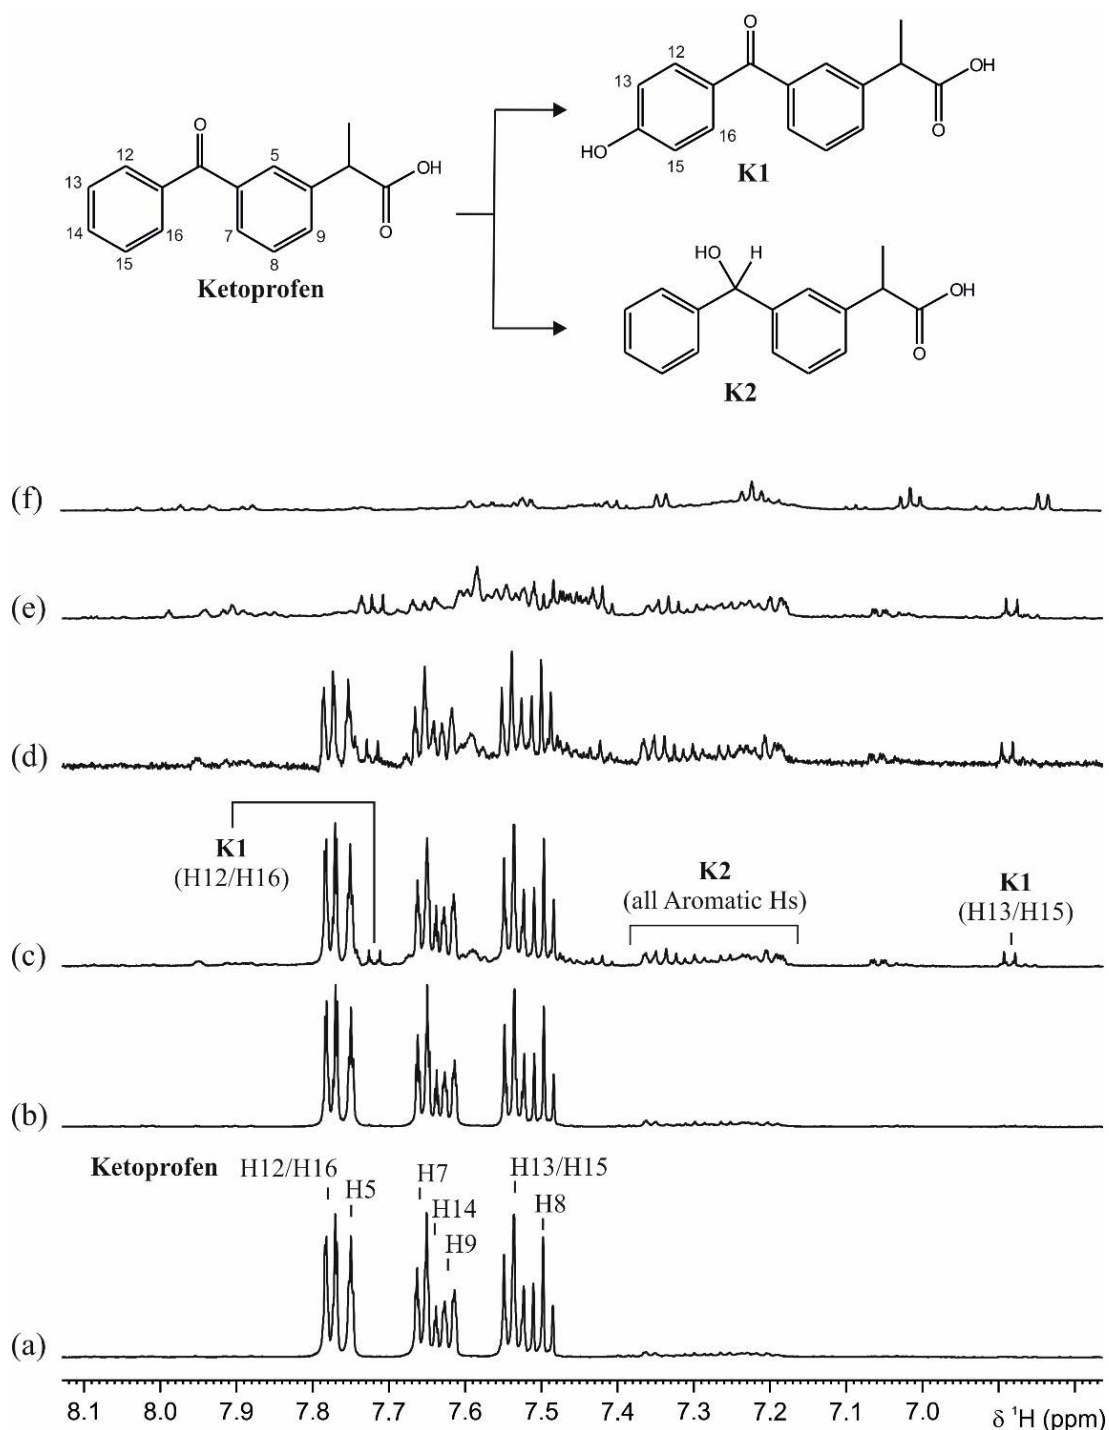 O
12
13
HO
15
16
O
OH
K1
O
12
13
14
15
16
5
7
8
9
O
OH
Ketoprofen
HO H
O
OH
K2
(f)
(e)
(d)
K1
(H12/H16)
K2
(all Aromatic Hs)
K1
(H13/H15)
(c)
(b)
Ketoprofen H12/H16 H5 H7 H14 H9 H13/H15 H8
(a)
8.1 8.0 7.9 7.8 7.7 7.6 7.5 7.4 7.3 7.2 7.1 7.0 δ ¹H (ppm)